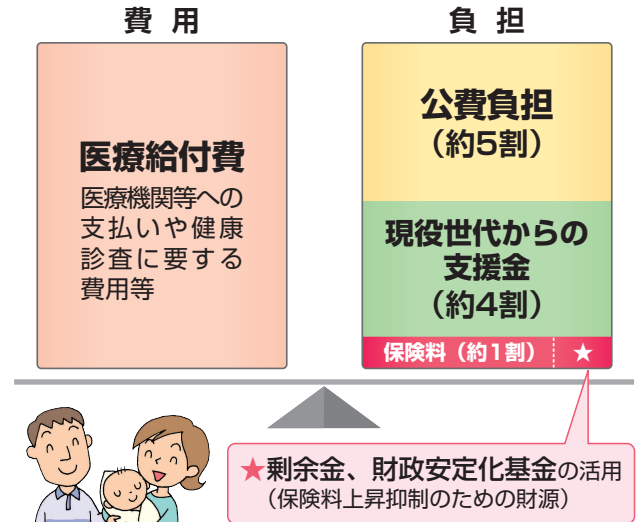 費用
負担
医療給付費
医療機関等への
支払いや健康
診査に要する
費用等
公費負担
（約5割）
現役世代からの
支援金
（約4割）
保険料（約1割） ★
★剰余金、財政安定化基金の活用
（保険料上昇抑制のための財源）